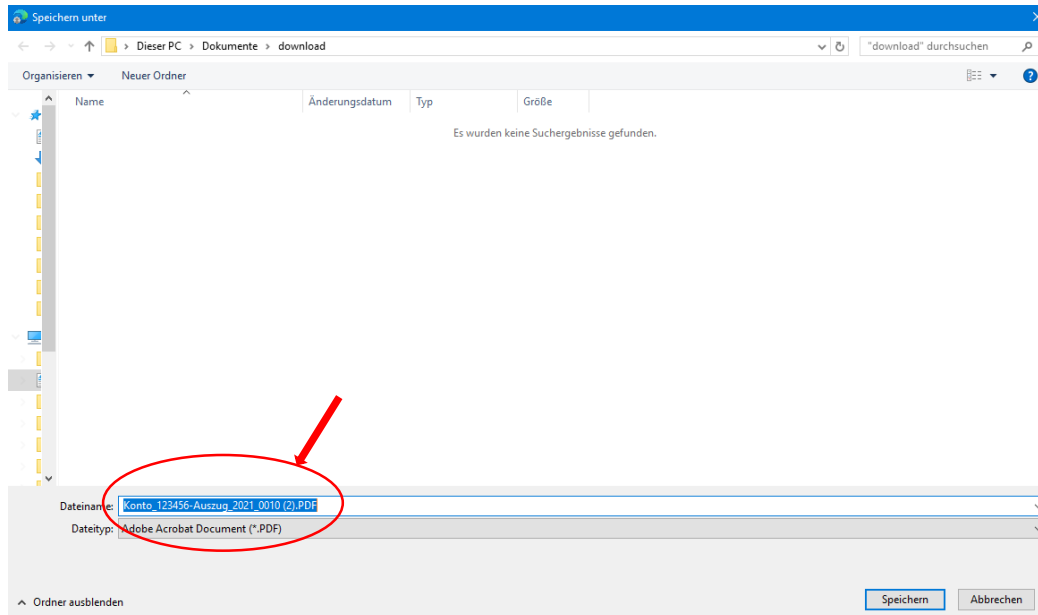 Speichern unter
Dieser PC > Dokumente > download
"download" durchsuchen
Organisieren
Neuer Ordner
Name
Änderungsdatum
Typ
Größe
Es wurden keine Suchergebnisse gefunden.
Dateiname: Konto_123456-Auszug_2021_0010 (2).PDF
Dateityp: Adobe Acrobat Document (*.PDF)
Ordner ausblenden
Speichern
Abbrechen